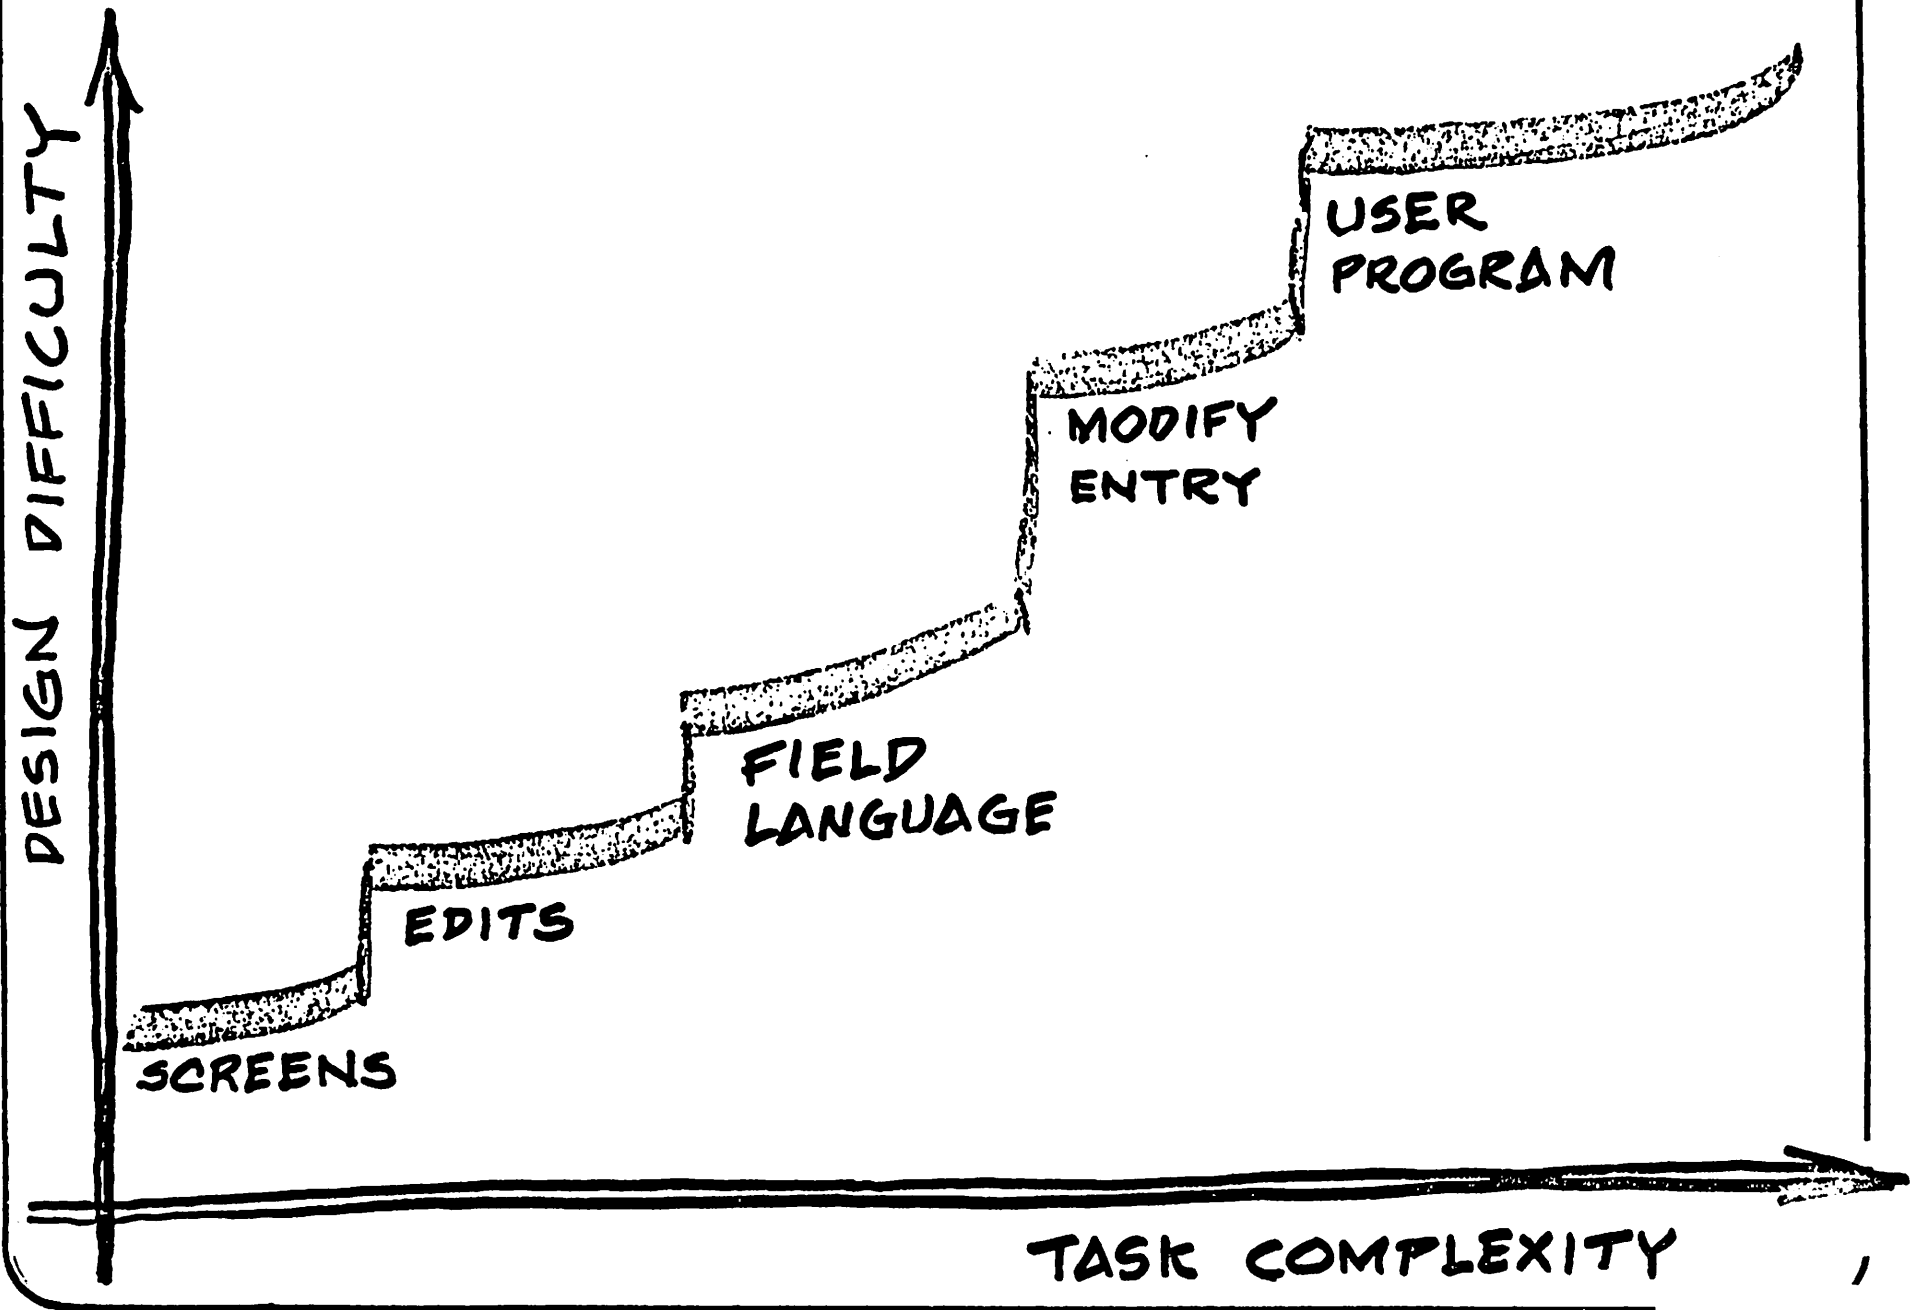 DESIGN DIFFICULTY
USER
PROGRAM
MODIFY
ENTRY
FIELD
LANGUAGE
EDITS
SCREENS
TASK COMPLEXITY